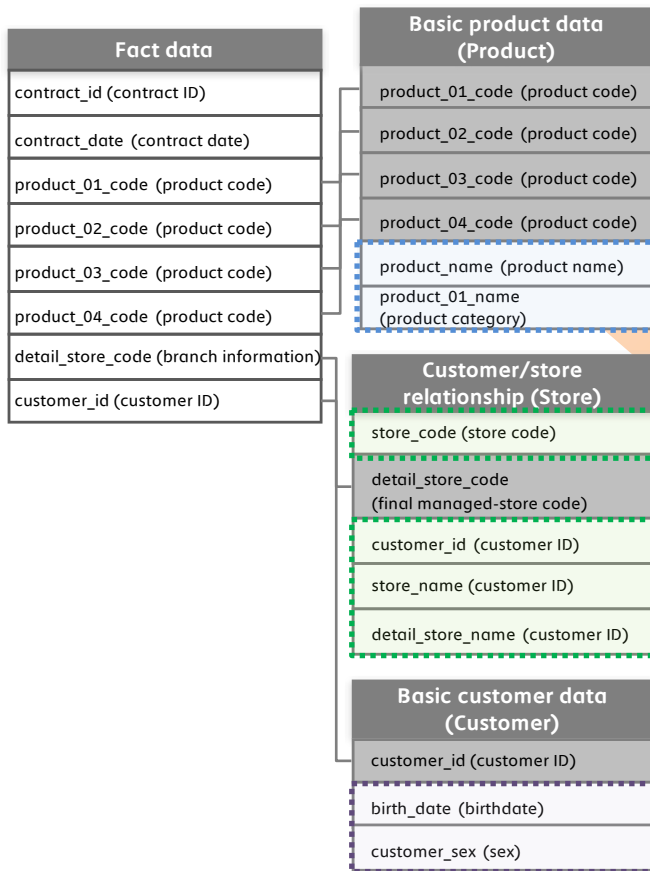 Fact data
contract_id (contract ID)
contract_date (contract date)
product_01_code (product code)
product_02_code (product code)
product_03_code (product code)
product_04_code (product code)
detail_store_code (branch information)
customer_id (customer ID)
Basic product data
(Product)
product_01_code (product code)
product_02_code (product code)
product_03_code (product code)
product_04_code (product code)
product_name (product name)
product_01_name
(product category)
Customer/store
relationship (Store)
store_code (store code)
detail_store_code
(final managed-store code)
customer_id (customer ID)
store_name (customer ID)
detail_store_name (customer ID)
Basic customer data
(Customer)
customer_id (customer ID)
birth_date (birthdate)
customer_sex (sex)